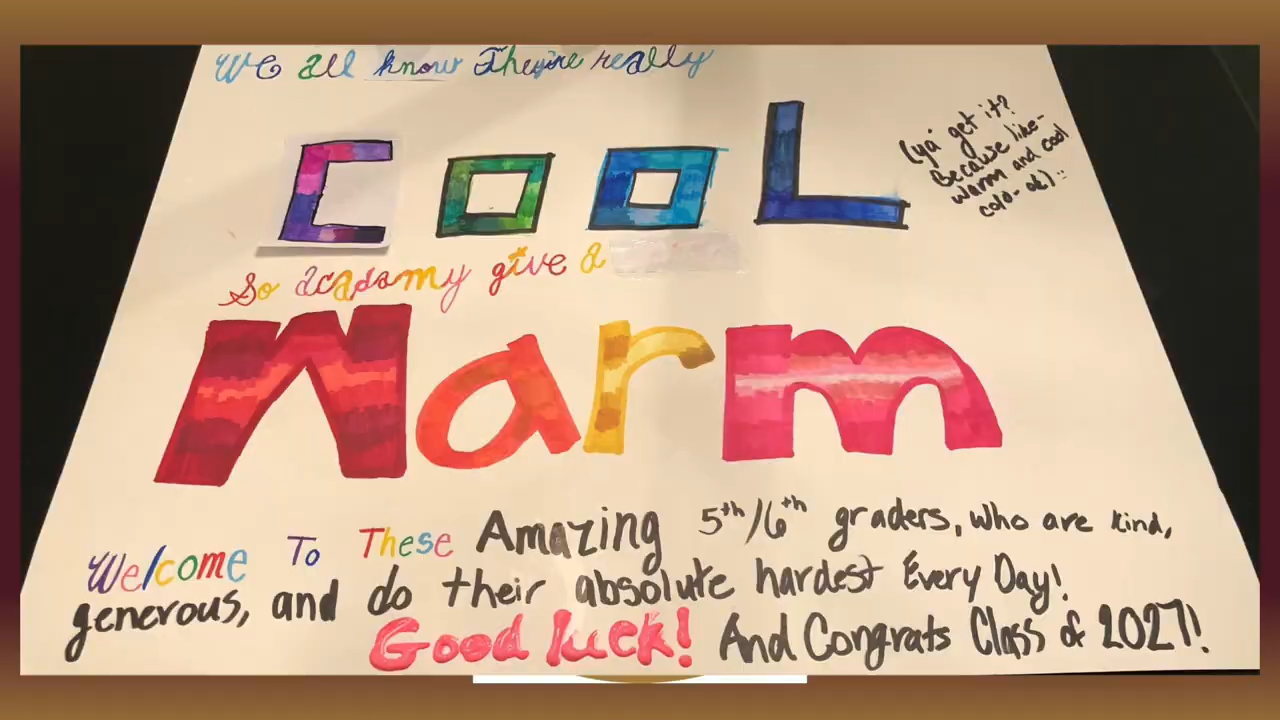 We all know They're really
COOL
(ya' get it?
Because like-
warm and cool
colo-ok) :
So acadamy give a
Warm
Welcome To These Amazing 5th/6th graders, who are kind,
generous, and do their absolute hardest Every Day!
Good luck! And Congrats Class of 2027!